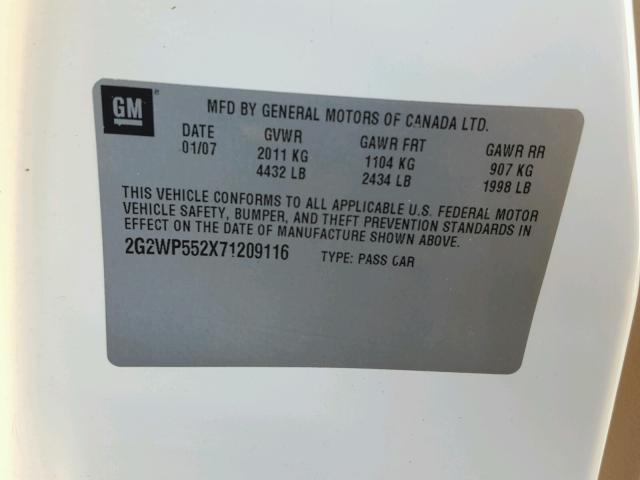 GM
MFD BY GENERAL MOTORS OF CANADA LTD.
DATE GVWR GAWR FRT GAWR RR
01/07 2011 KG 1104 KG 907 KG
4432 LB 2434 LB 1998 LB
THIS VEHICLE CONFORMS TO ALL APPLICABLE U.S. FEDERAL MOTOR
VEHICLE SAFETY, BUMPER, AND THEFT PREVENTION STANDARDS IN
EFFECT ON THE DATE OF MANUFACTURE SHOWN ABOVE.
2G2WP552X71209116 TYPE: PASS CAR